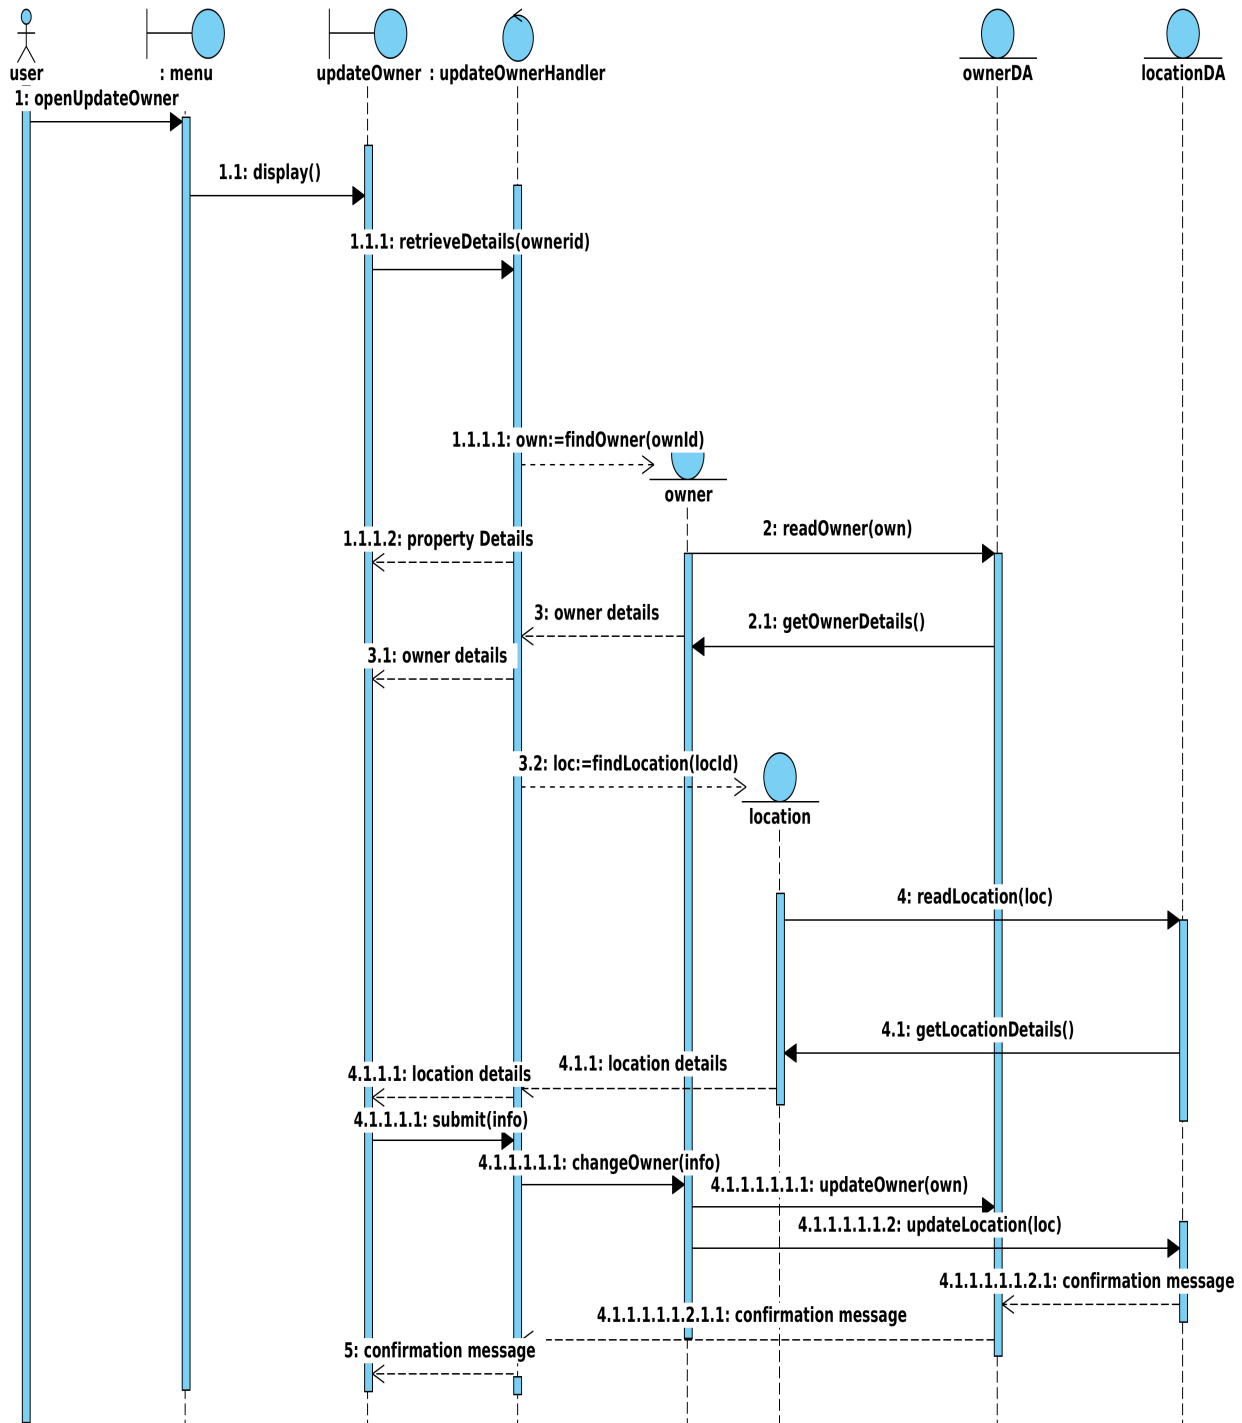 user
: menu
updateOwner
: updateOwnerHandler
ownerDA
locationDA
1: openUpdateOwner
1.1: display()
1.1.1: retrieveDetails(ownerid)
1.1.1.1: own:=findOwner(ownId)
owner
2: readOwner(own)
1.1.1.2: property Details
3: owner details
2.1: getOwnerDetails()
3.1: owner details
3.2: loc:=findLocation(locId)
location
4: readLocation(loc)
4.1: getLocationDetails()
4.1.1: location details
4.1.1.1: location details
4.1.1.1.1: submit(info)
4.1.1.1.1.1: changeOwner(info)
4.1.1.1.1.1.1: updateOwner(own)
4.1.1.1.1.1.2: updateLocation(loc)
4.1.1.1.1.1.2.1: confirmation message
4.1.1.1.1.1.2.1.1: confirmation message
5: confirmation message